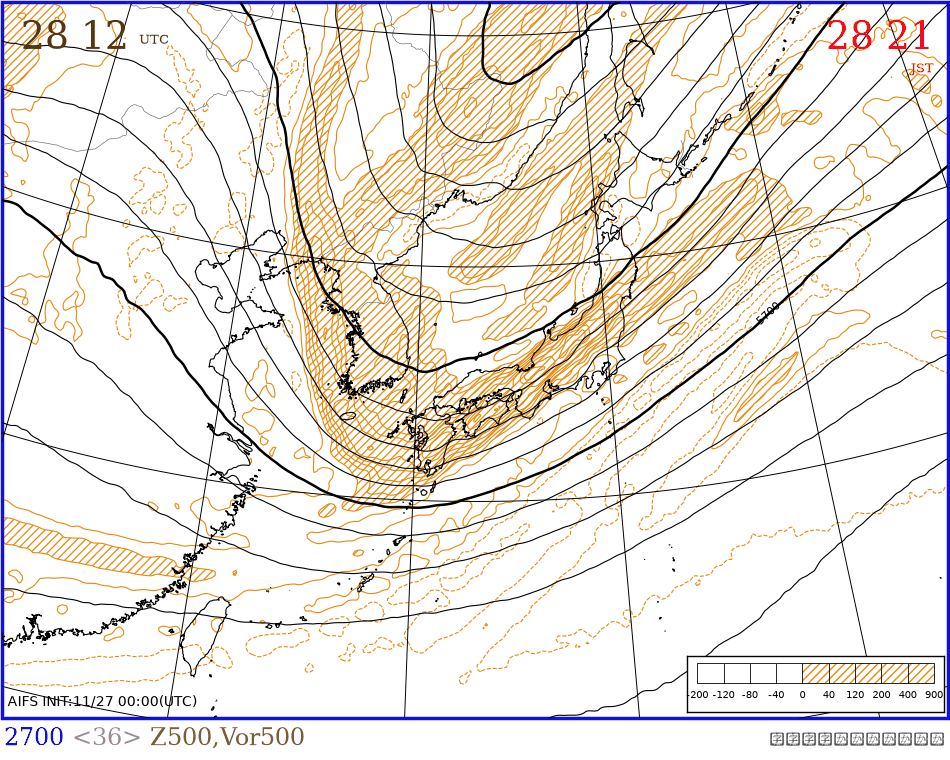 28 12 UTC
28 21
JST
5700
-200 -120 -80 -40 0 40 120 200 400 900
AIFS INIT:11/27 00:00(UTC)
2700 <36> Z500,Vor500